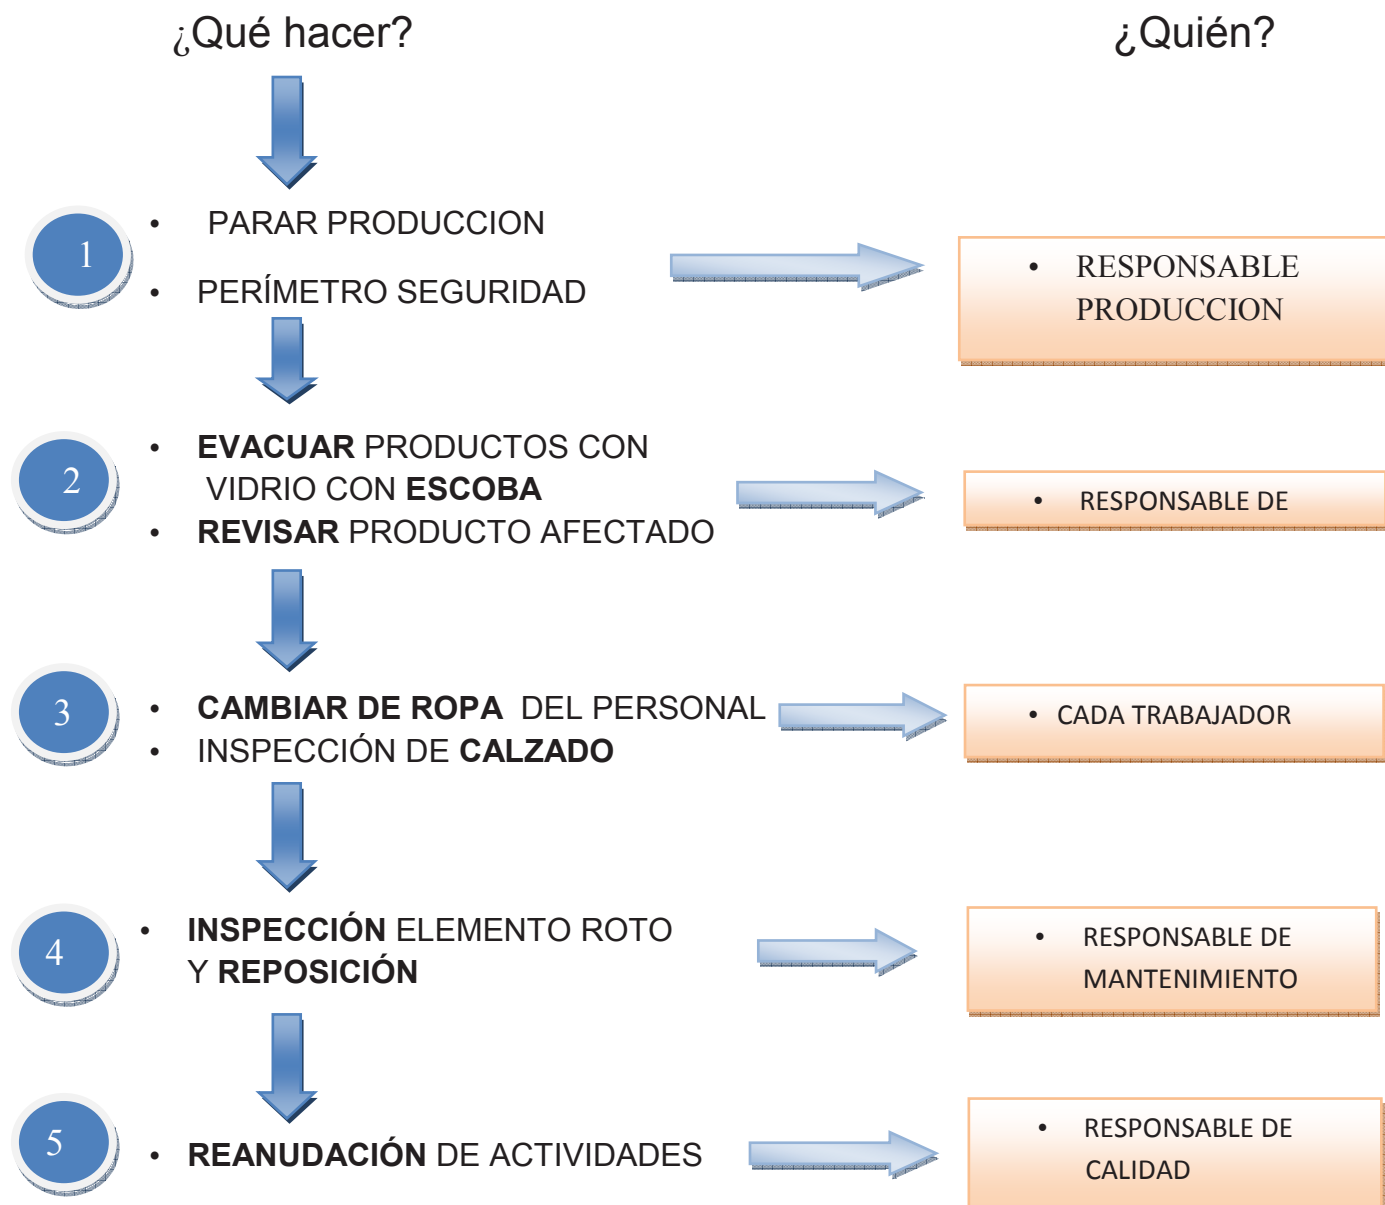 ¿Qué hacer?
¿Quién?
1
• PARAR PRODUCCION
• PERÍMETRO SEGURIDAD
• RESPONSABLE
PRODUCCION
2
• EVACUAR PRODUCTOS CON
VIDRIO CON ESCOBA
• REVISAR PRODUCTO AFECTADO
• RESPONSABLE DE
3
• CAMBIAR DE ROPA DEL PERSONAL
• INSPECCIÓN DE CALZADO
• CADA TRABAJADOR
4
• INSPECCIÓN ELEMENTO ROTO
Y REPOSICIÓN
• RESPONSABLE DE
MANTENIMIENTO
5
• REANUDACIÓN DE ACTIVIDADES
• RESPONSABLE DE
CALIDAD